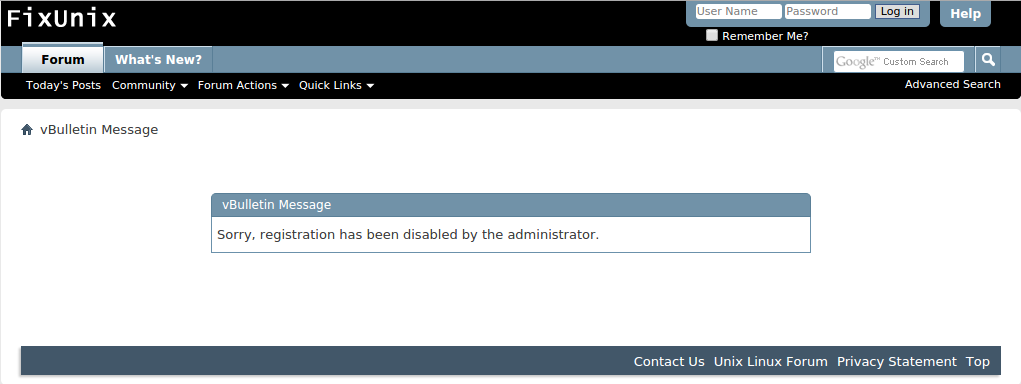 FixUnix
User Name Password Log in Help
Remember Me?
Forum What's New? Google™ Custom Search
Today's Posts Community Forum Actions Quick Links Advanced Search
vBulletin Message
vBulletin Message
Sorry, registration has been disabled by the administrator.
Contact Us Unix Linux Forum Privacy Statement Top